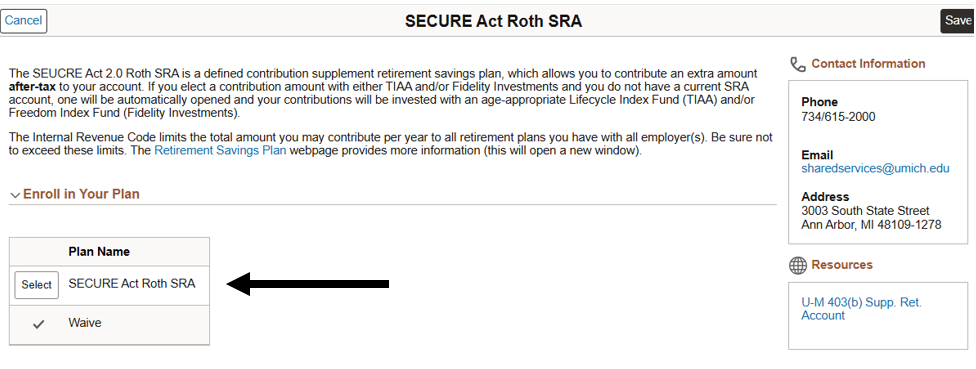 Cancel
SECURE Act Roth SRA
Save
The SEUCRE Act 2.0 Roth SRA is a defined contribution supplement retirement savings plan, which allows you to contribute an extra amount
after-tax to your account. If you elect a contribution amount with either TIAA and/or Fidelity Investments and you do not have a current SRA
account, one will be automatically opened and your contributions will be invested with an age-appropriate Lifecycle Index Fund (TIAA) and/or
Freedom Index Fund (Fidelity Investments).
The Internal Revenue Code limits the total amount you may contribute per year to all retirement plans you have with all employer(s). Be sure not
to exceed these limits. The Retirement Savings Plan webpage provides more information (this will open a new window).
Enroll in Your Plan
Plan Name
Select SECURE Act Roth SRA
Waive
Contact Information
Phone
734/615-2000
Email
sharedservices@umich.edu
Address
3003 South State Street
Ann Arbor, MI 48109-1278
Resources
U-M 403(b) Supp. Ret.
Account